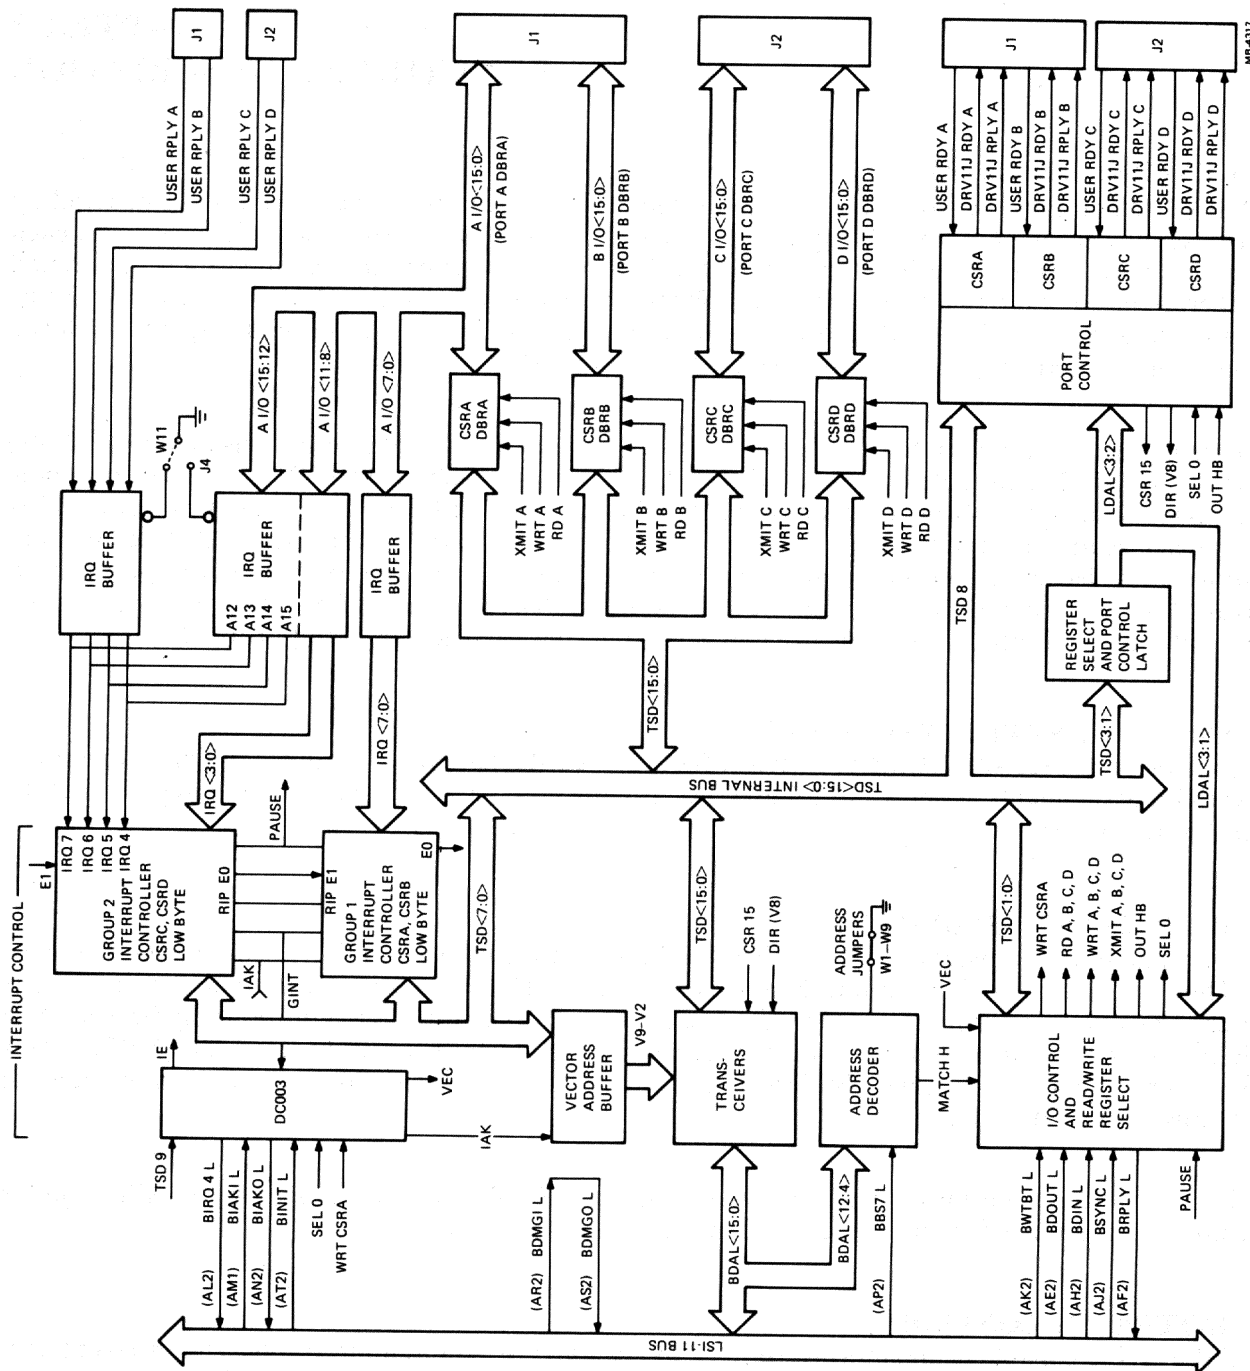 J1
J2
USER RPLY A
USER RPLY B
USER RPLY C
USER RPLY D
J1
J2
A I/O<15:0>
(PORT A DBRA)
B I/O<15:0>
(PORT B DBRB)
C I/O<15:0>
(PORT C DBRC)
D I/O<15:0>
(PORT D DBRD)
J1
J2
MR-4317
USER RDY A
DRV11J RDY A
DRV11J RPLY A
USER RDY B
DRV11J RDY B
DRV11J RPLY B
USER RDY C
DRV11J RDY C
DRV11J RPLY C
USER RDY D
DRV11J RDY D
DRV11J RPLY D
A I/O <15:12>
A I/O <11:8>
A I/O <7:0>
W11
J4
IRQ
BUFFER
IRQ
BUFFER
A12
A13
A14
A15
IRQ
BUFFER
CSRA
DBRA
CSRB
DBRB
CSRC
DBRC
CSRD
DBRD
XMIT A
WRT A
RD A
XMIT B
WRT B
RD B
XMIT C
WRT C
RD C
XMIT D
WRT D
RD D
CSRA
CSRB
CSRC
CSRD
PORT
CONTROL
LDAL<3:2>
CSR 15
DIR (V8)
SEL 0
OUT HB
TSD 8
REGISTER
SELECT
AND PORT
CONTROL
LATCH
IRQ <3:0>
IRQ <7:0>
TSD<15:0>
TSD<15:0> INTERNAL BUS
TSD<3:1>
LDAL<3:1>
INTERRUPT CONTROL
E1
IRQ 7
IRQ 6
IRQ 5
IRQ 4
GROUP 2
INTERRUPT
CONTROLLER
CSRC, CSRD
LOW BYTE
RIP E0
PAUSE
RIP E1
GROUP 1
INTERRUPT
CONTROLLER
CSRA, CSRB
LOW BYTE
E0
IAK
GINT
TSD<7:0>
TSD<15:0>
TSD<1:0>
CSR 15
DIR (V8)
ADDRESS
JUMPERS
W1-W9
WRT CSRA
RD A, B, C, D
WRT A, B, C, D
XMIT A, B, C, D
OUT HB
SEL 0
VEC
IE
DC003
VEC
IAK
VECTOR
ADDRESS
BUFFER
V9-V2
TRANS-
CEIVERS
ADDRESS
DECODER
MATCH H
I/O CONTROL
AND
READ/WRITE
REGISTER
SELECT
TSD 9
BIRQ 4 L
BIAKI L
BIAKO L
BINIT L
SEL 0
WRT CSRA
(AL2)
(AM1)
(AN2)
(AT2)
(AR2) BDMGI L
(AS2) BDMGO L
BDAL<15:0>
BDAL<12:4>
(AP2) BBS7 L
(AK2) BWTBT L
(AE2) BDOUT L
(AH2) BDIN L
(AJ2) BSYNC L
(AF2) BRPLY L
PAUSE
LSI-11 BUS